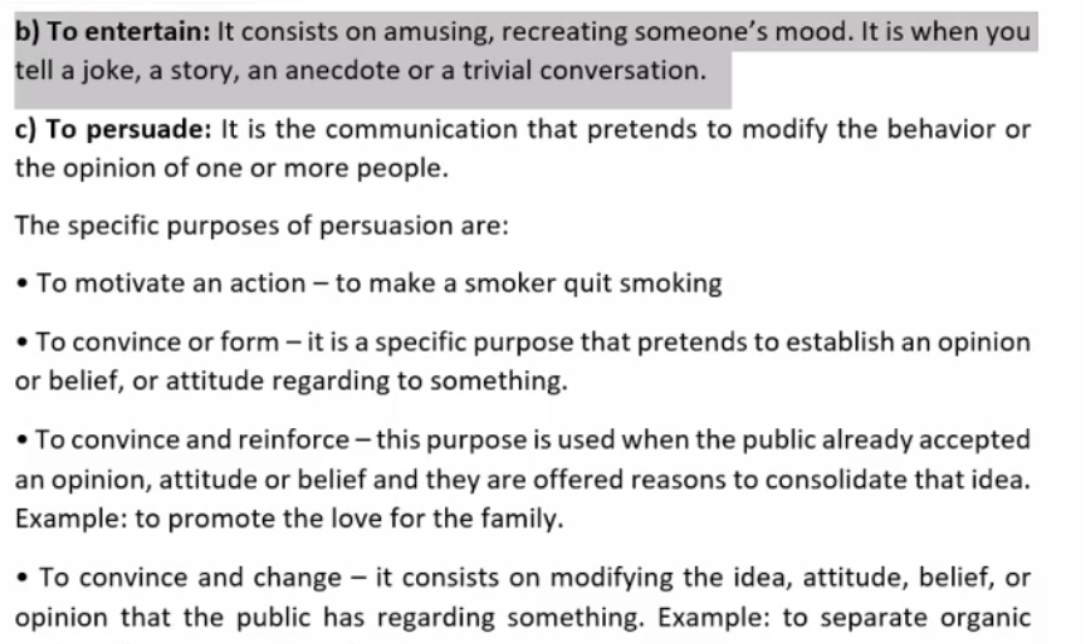 b) To entertain: It consists on amusing, recreating someone's mood. It is when you
tell a joke, a story, an anecdote or a trivial conversation.
c) To persuade: It is the communication that pretends to modify the behavior or
the opinion of one or more people.
The specific purposes of persuasion are:
• To motivate an action – to make a smoker quit smoking
• To convince or form – it is a specific purpose that pretends to establish an opinion
or belief, or attitude regarding to something.
• To convince and reinforce – this purpose is used when the public already accepted
an opinion, attitude or belief and they are offered reasons to consolidate that idea.
Example: to promote the love for the family.
• To convince and change – it consists on modifying the idea, attitude, belief, or
opinion that the public has regarding something. Example: to separate organic